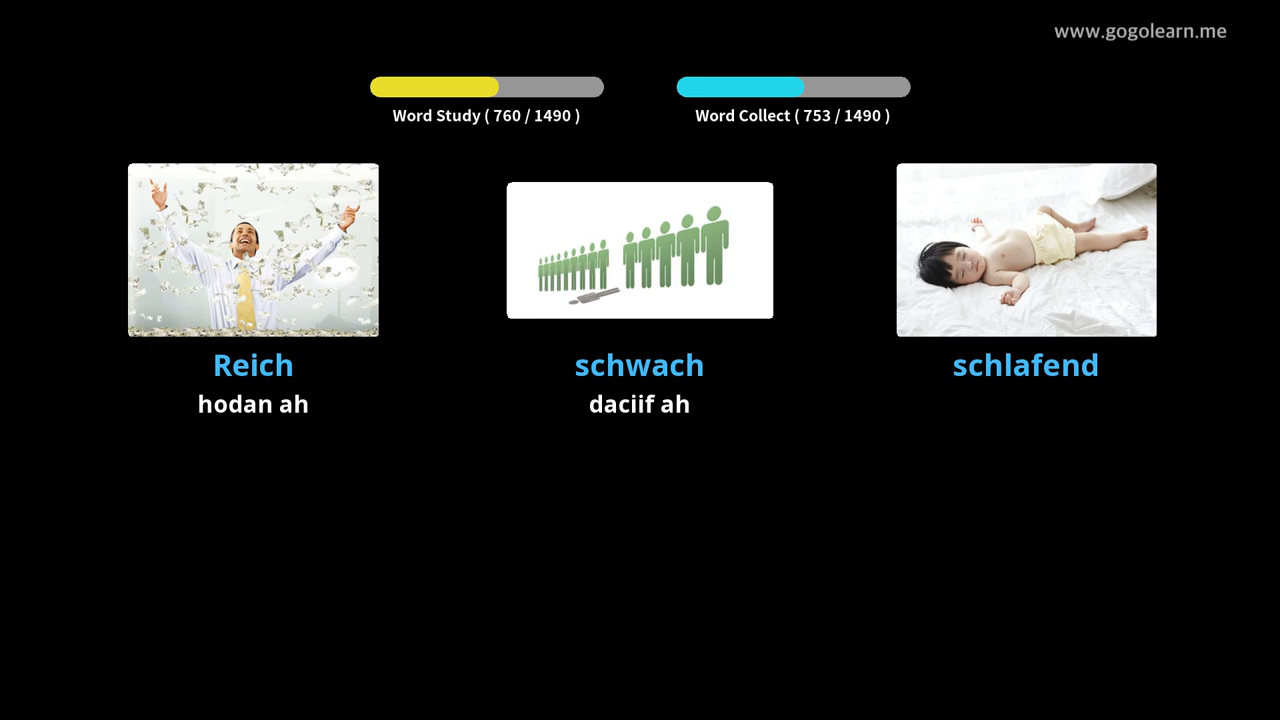 www.gogolearn.me
Word Study ( 760 / 1490 )
Word Collect ( 753 / 1490 )
Reich
hodan ah
schwach
daciif ah
schlafend